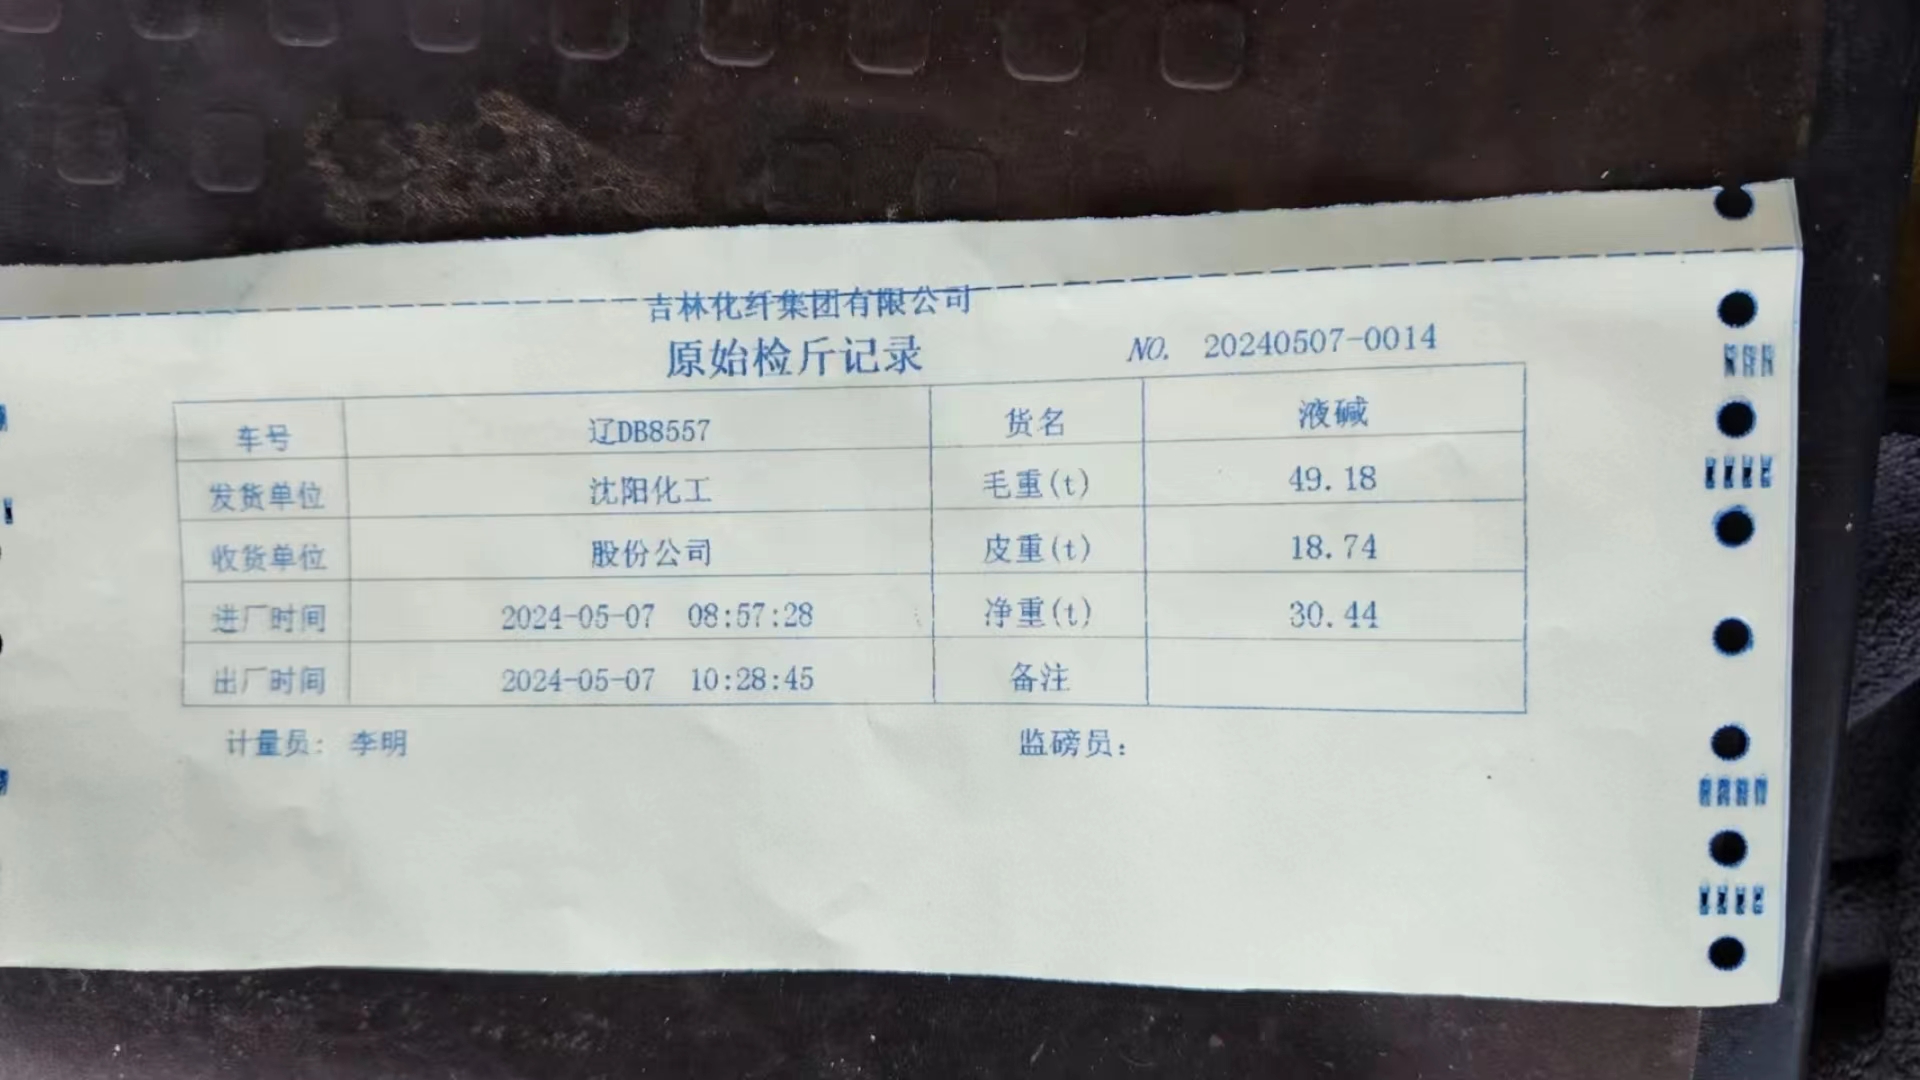 吉林化纤集团有限公司
原始检斤记录
NO. 20240507-0014
车号 辽DB8557 货名 液碱
发货单位 沈阳化工 毛重(t) 49.18
收货单位 股份公司 皮重(t) 18.74
进厂时间 2024-05-07 08:57:28 净重(t) 30.44
出厂时间 2024-05-07 10:28:45 备注
计量员: 李明 监磅员: